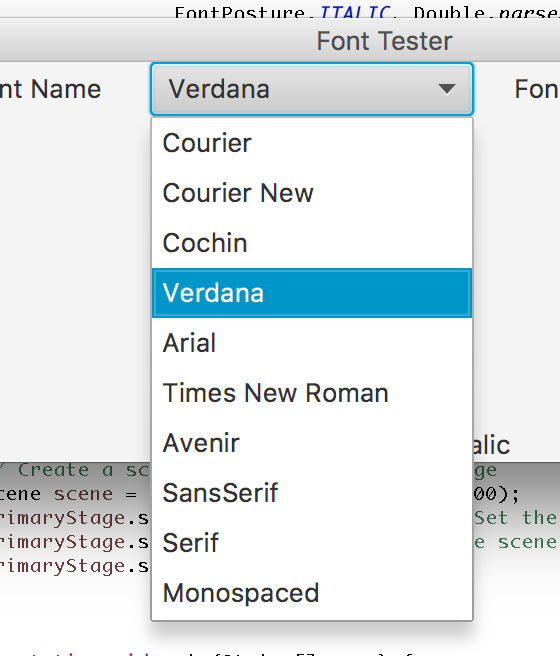 FontPosture.ITALIC, Double.parse
Font Tester
nt Name Verdana Fon
Courier
Courier New
Cochin
Verdana
Arial
Times New Roman
Avenir
alic
SansSerif
Serif
Monospaced
/ Create a sc ge
cene scene = 00);
rimaryStage.s Set the
rimaryStage.s e scene
rimaryStage.s